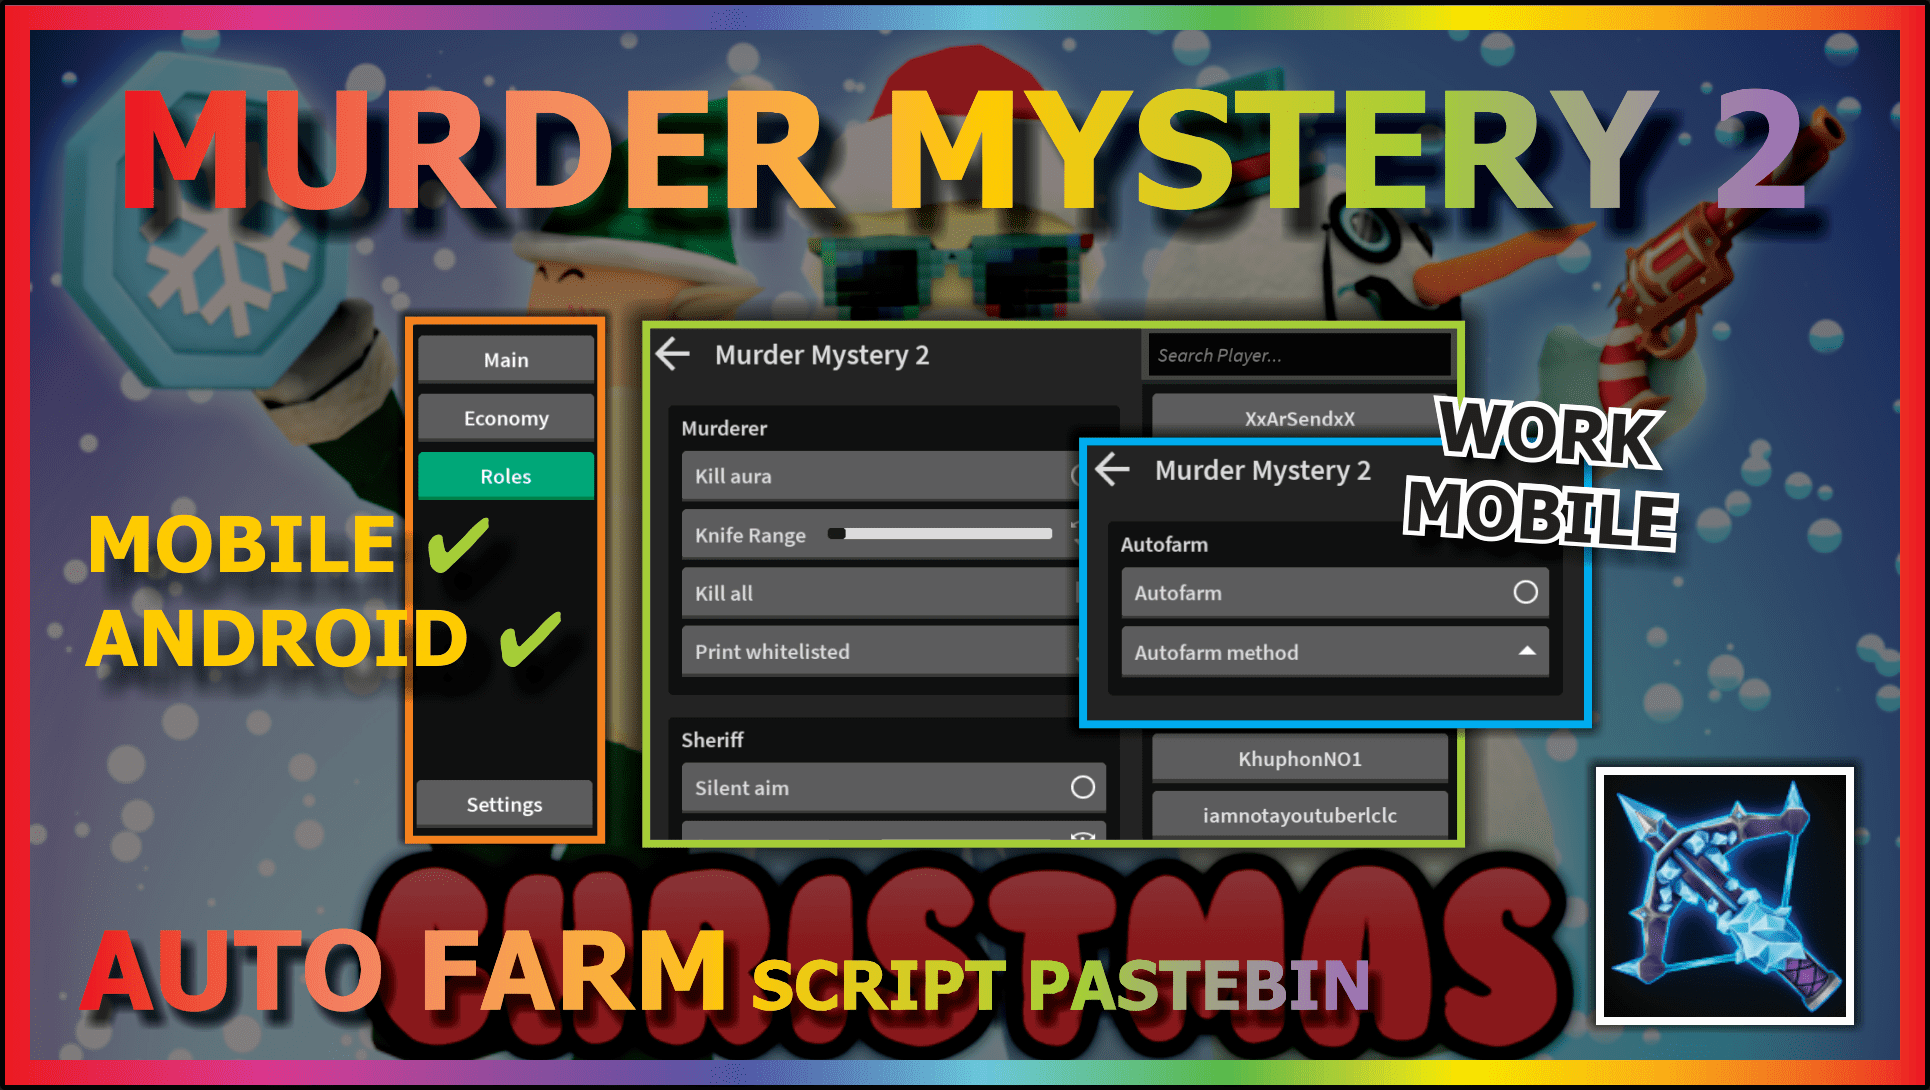 MURDER MYSTERY 2
Main
Economy
Roles
Settings
MOBILE ✔
ANDROID ✔
Murder Mystery 2
Search Player...
XxArSendxX
Murderer
Kill aura
Knife Range
Kill all
Print whitelisted
Sheriff
Silent aim
Murder Mystery 2
Autofarm
Autofarm
Autofarm method
WORK
MOBILE
KhuphonNO1
iamnotayoutuberlclc
CHRISTMAS
AUTO FARM SCRIPT PASTEBIN